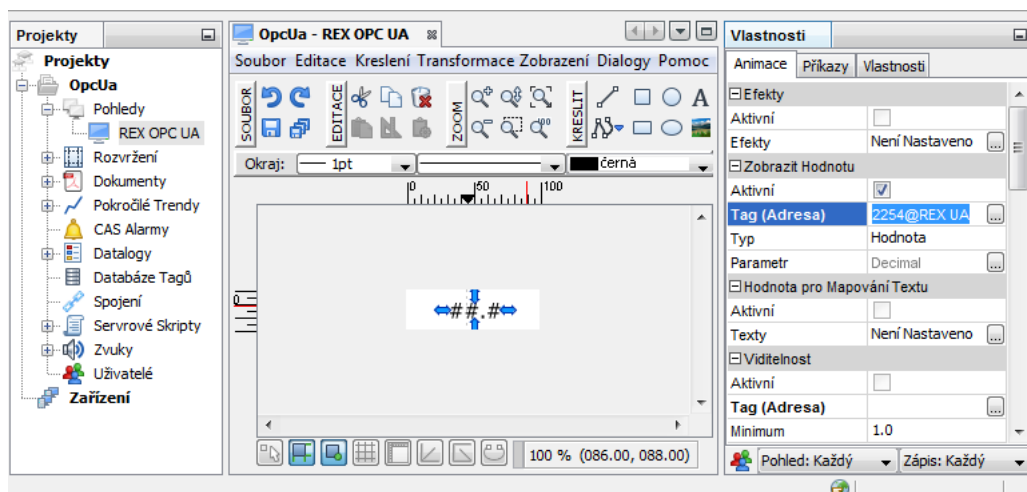 Projekty
Projekty
OpcUa
Pohledy
REX OPC UA
Rozvržení
Dokumenty
Pokročilé Trendy
CAS Alarmy
Datalogy
Databáze Tagů
Spojení
Servrové Skripty
Zvuky
Uživatelé
Zařízení
OpcUa - REX OPC UA
Soubor Editace Kreslení Transformace Zobrazení Dialogy Pomoc
SOUBOR
EDITACE
ZOOM
KRESLIT
A
Okraj: 1pt černá
0 50 100
0
##.#
100 % (086.00, 088.00)
Vlastnosti
Animace Příkazy Vlastnosti
Efekty
Aktivní
Efekty Není Nastaveno ...
Zobrazit Hodnotu
Aktivní
Tag (Adresa) 2254@REX UA ...
Typ Hodnota
Parametr Decimal ...
Hodnota pro Mapování Textu
Aktivní
Texty Není Nastaveno ...
Viditelnost
Aktivní
Tag (Adresa) ...
Minimum 1.0
Pohled: Každý Zápis: Každý